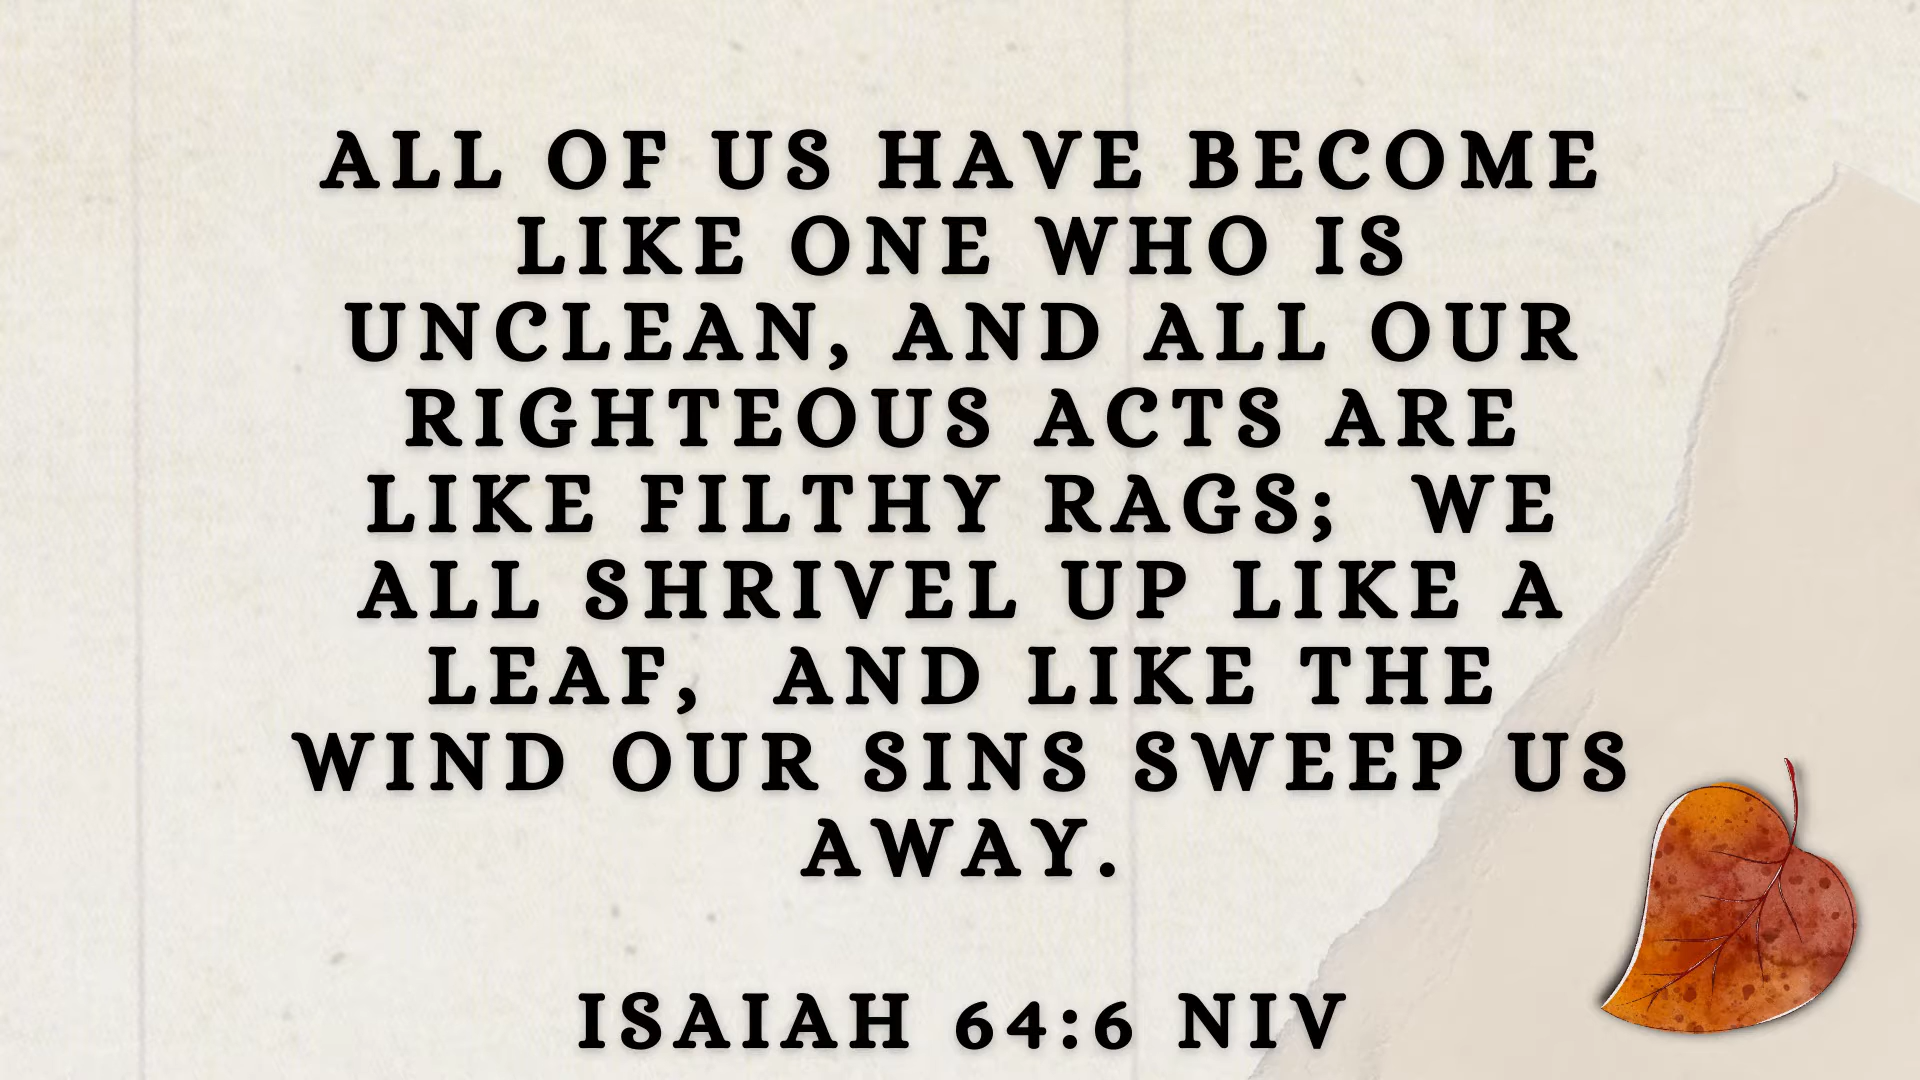 ALL OF US HAVE BECOME
LIKE ONE WHO IS
UNCLEAN, AND ALL OUR
RIGHTEOUS ACTS ARE
LIKE FILTHY RAGS;  WE
ALL SHRIVEL UP LIKE A
LEAF,  AND LIKE THE
WIND OUR SINS SWEEP US
AWAY.
ISAIAH 64:6 NIV